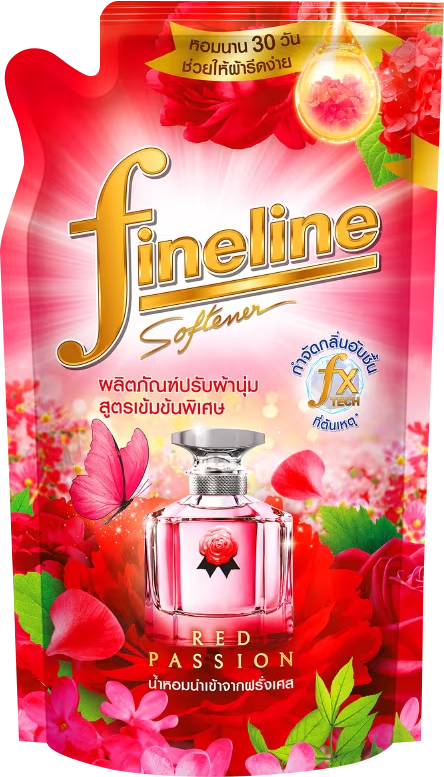 หอมนาน 30 วัน
ช่วยให้ผ้ารีดง่าย
fineline
Softener
ผลิตภัณฑ์ปรับผ้านุ่ม
สูตรเข้มข้นพิเศษ
กำจัดกลิ่นอับชื้น
fx
TECH
ที่ต้นเหตุ*
RED
PASSION
น้ำหอมนำเข้าจากฝรั่งเศส